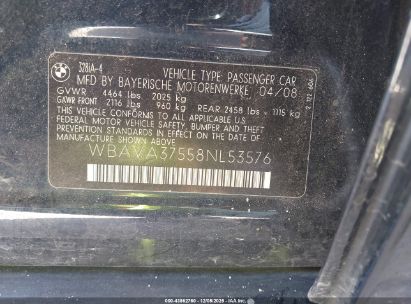 BMW
328iA-4
VEHICLE TYPE PASSENGER CAR
MFD BY BAYERISCHE MOTORENWERKE 04/08
GVWR 4464 lbs 2025 kg
GAWR FRONT 2116 lbs 960 kg REAR 2458 lbs 1115 kg
THIS VEHICLE CONFORMS TO ALL APPLICABLE U-S-A
FEDERAL MOTOR VEHICLE SAFETY, BUMPER AND THEFT
PREVENTION STANDARDS IN EFFECT ON THE DATE OF
MANUFACTURE SHOWN ABOVE
WBAVA37558NL53576